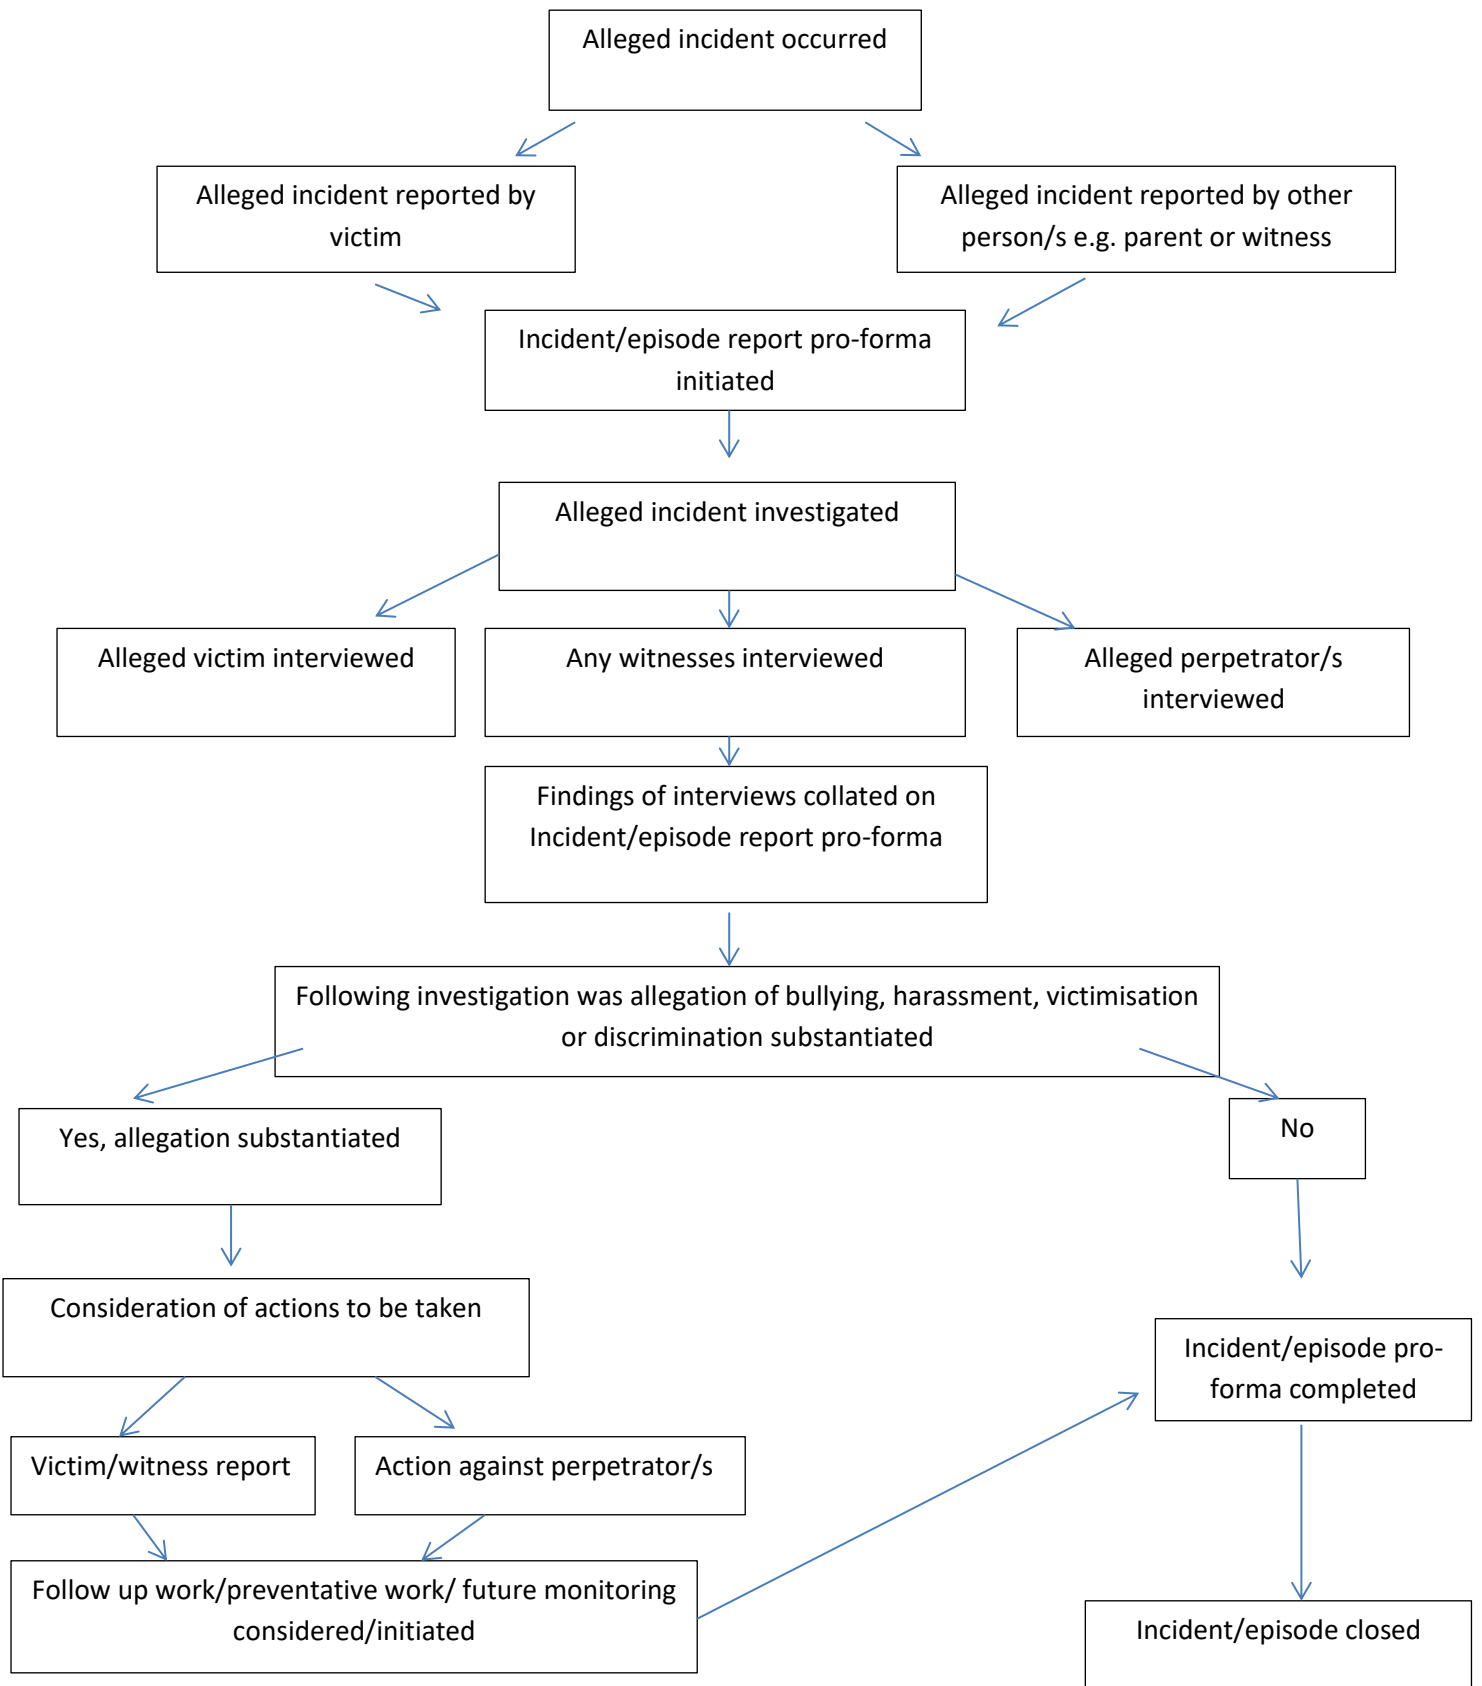 Alleged incident occurred
Alleged incident reported by
victim
Alleged incident reported by other
person/s e.g. parent or witness
Incident/episode report pro-forma
initiated
Alleged incident investigated
Alleged victim interviewed
Any witnesses interviewed
Alleged perpetrator/s
interviewed
Findings of interviews collated on
Incident/episode report pro-forma
Following investigation was allegation of bullying, harassment, victimisation
or discrimination substantiated
Yes, allegation substantiated
No
Consideration of actions to be taken
Incident/episode pro-
forma completed
Victim/witness report
Action against perpetrator/s
Follow up work/preventative work/ future monitoring
considered/initiated
Incident/episode closed